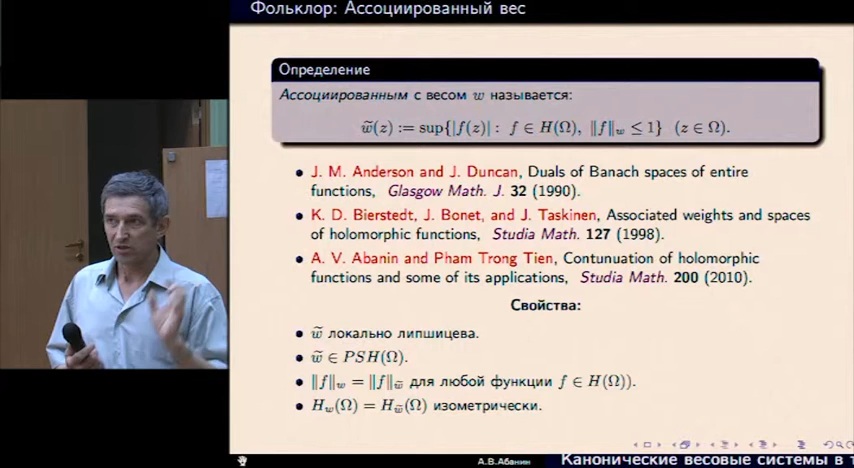 Фольклор: Ассоциированный вес
Определение
Ассоциированным с весом w называется:
w̃(z) := sup{|f(z)| : f ∈ H(Ω), ‖f‖_w ≤ 1} (z ∈ Ω).
• J. M. Anderson and J. Duncan, Duals of Banach spaces of entire
functions, Glasgow Math. J. 32 (1990).
• K. D. Bierstedt, J. Bonet, and J. Taskinen, Associated weights and spaces
of holomorphic functions, Studia Math. 127 (1998).
• A. V. Abanin and Pham Trong Tien, Contunuation of holomorphic
functions and some of its applications, Studia Math. 200 (2010).
Свойства:
• w̃ локально липшицева.
• w̃ ∈ PSH(Ω).
• ‖f‖_w = ‖f‖_w̃ для любой функции f ∈ H(Ω)).
• H_w(Ω) = H_w̃(Ω) изометрически.
А.В.Абанин
Канонические весовые системы в т